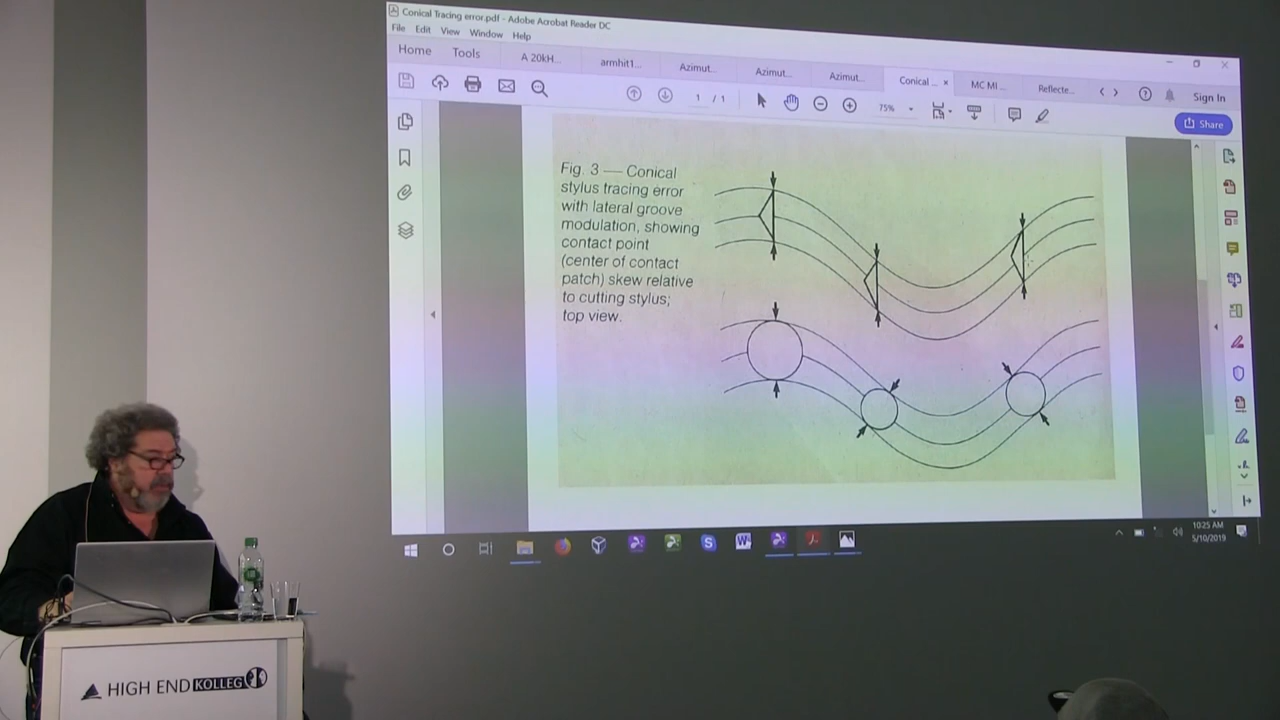 Conical Tracing error.pdf - Adobe Acrobat Reader DC
File Edit View Window Help
Home Tools A 20kH... armhit1... Azimut... Azimut... Azimut... Conical ... × MC MI ... Reflecte... Sign In
1 / 1 75% Share
Fig. 3 — Conical
stylus tracing error
with lateral groove
modulation, showing
contact point
(center of contact
patch) skew relative
to cutting stylus;
top view.
10:25 AM
5/10/2019
HIGH END KOLLEG